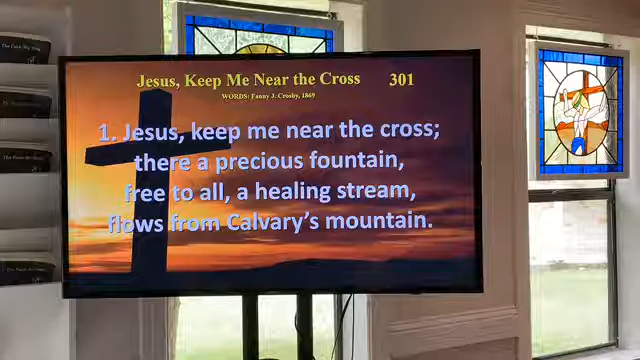 Jesus, Keep Me Near the Cross 301
WORDS: Fanny J. Crosby, 1869
1. Jesus, keep me near the cross;
there a precious fountain,
free to all, a healing stream,
flows from Calvary's mountain.